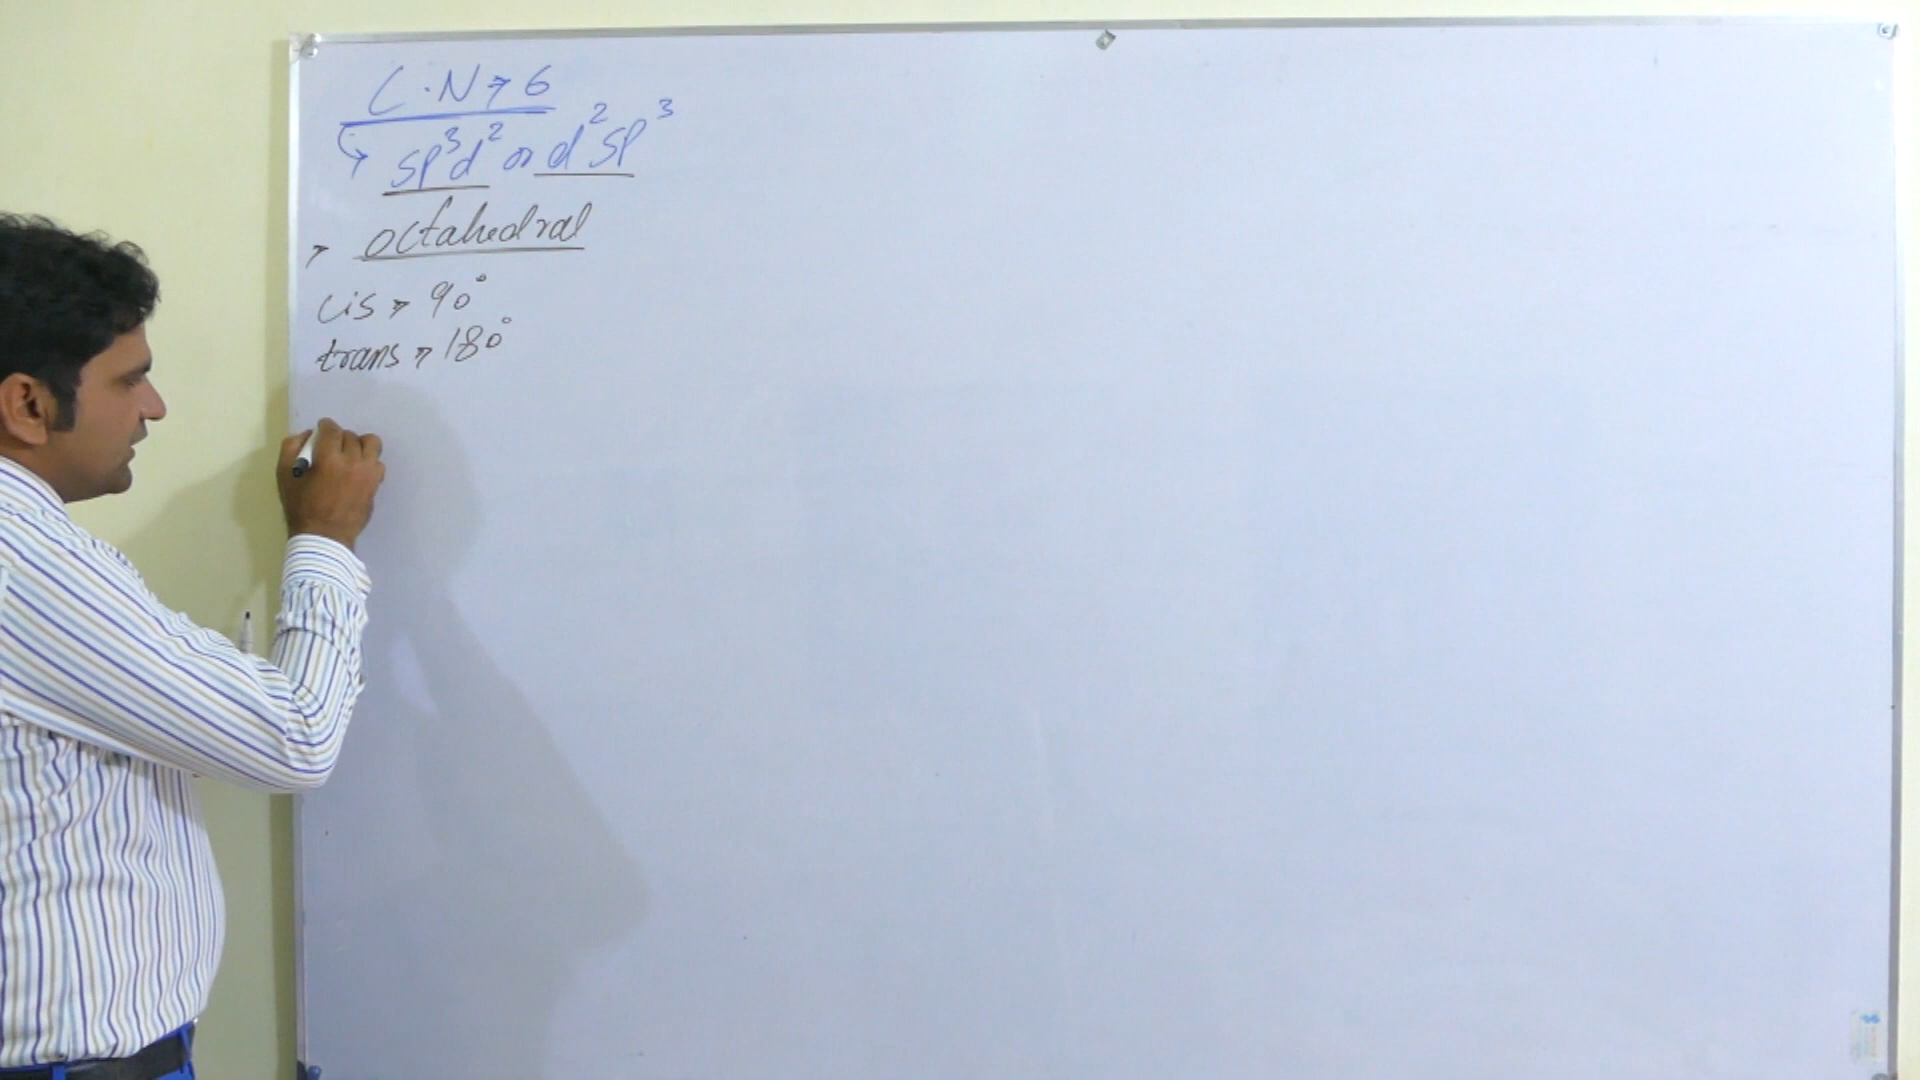 C.N → 6
→ sp³d² or d²sp³
→ octahedral
cis → 90°
trans → 180°